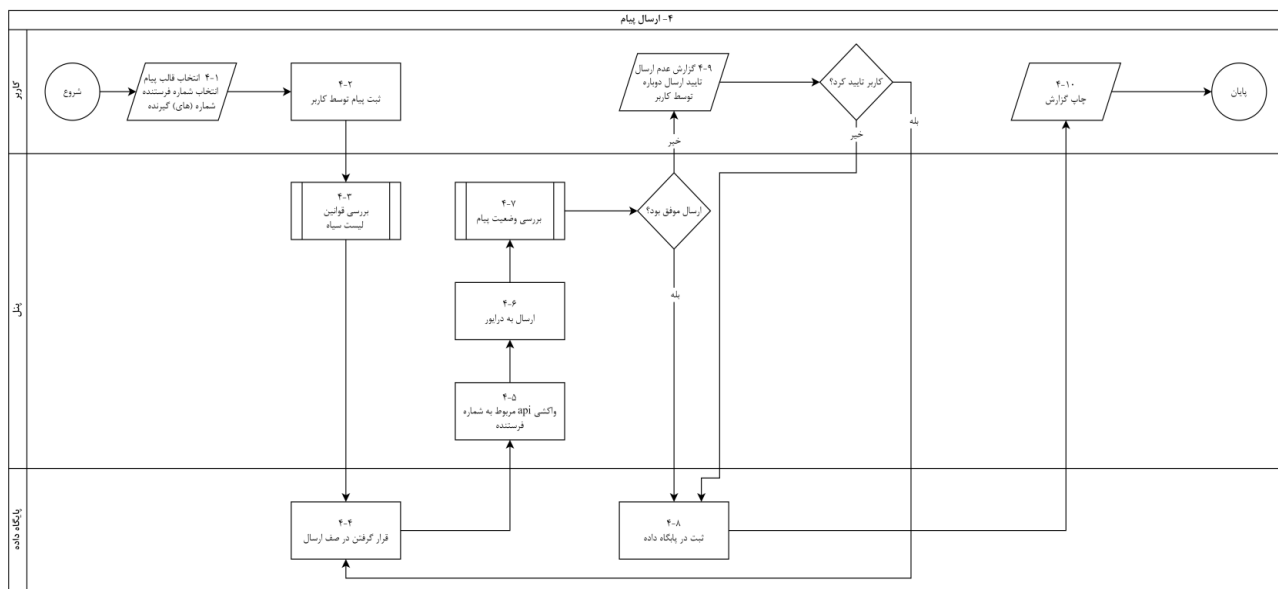 ۴- ارسال پیام
کاربر
شروع
۴-۱ انتخاب قالب پیام
انتخاب شماره فرستنده
شماره (های) گیرنده
۴-۲
ثبت پیام توسط کاربر
۴-۹ گزارش عدم ارسال
تایید ارسال دوباره
توسط کاربر
کاربر تایید کرد؟
بله
خیر
خیر
۴-۱۰
چاپ گزارش
پایان
پنل
۴-۳
بررسی قوانین
لیست سیاه
۴-۷
بررسی وضعیت پیام
ارسال موفق بود؟
بله
۴-۶
ارسال به درایور
۴-۵
واکشی api مربوط به شماره
فرستنده
پایگاه داده
۴-۴
قرار گرفتن در صف ارسال
۴-۸
ثبت در پایگاه داده